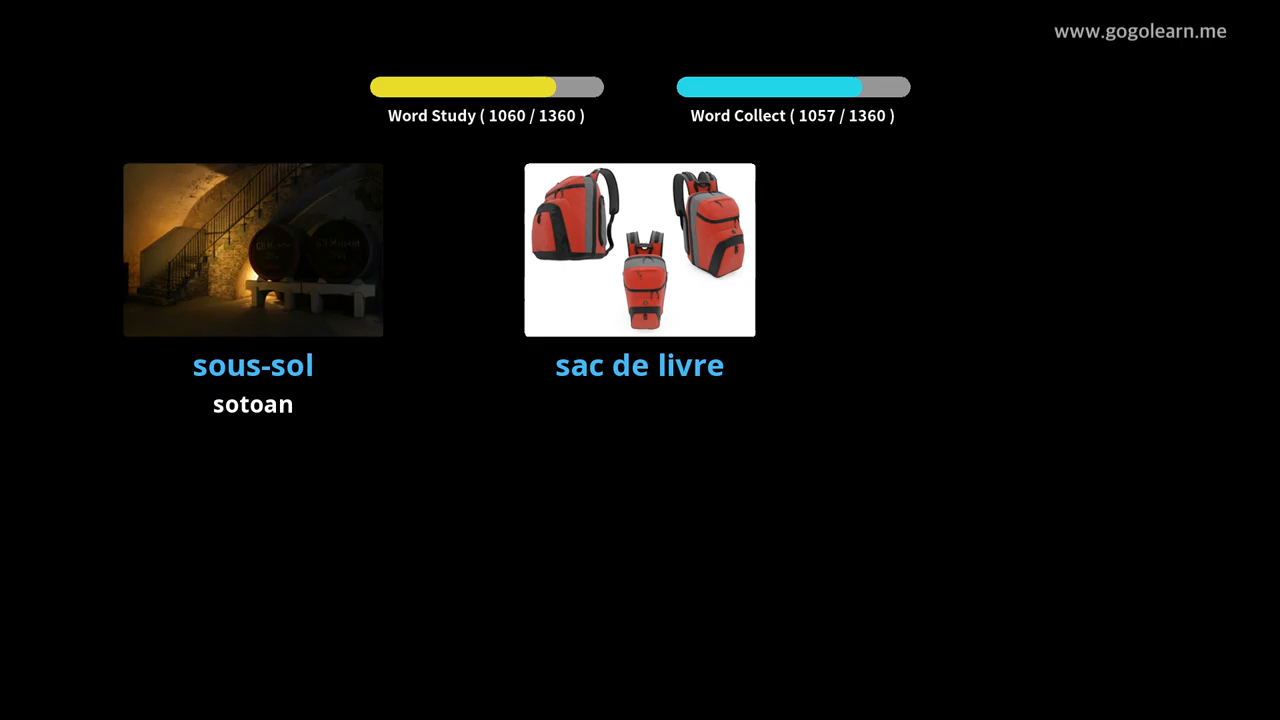 www.gogolearn.me
Word Study ( 1060 / 1360 )
Word Collect ( 1057 / 1360 )
sous-sol
sotoan
sac de livre